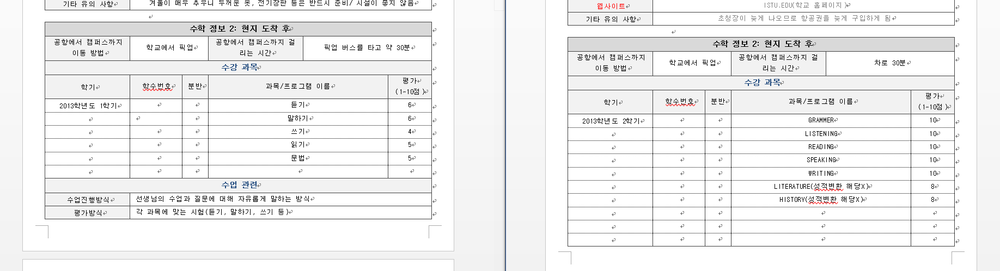 기타 유의 사항 겨울이 매우 추우니 두꺼운 옷, 전기장판 등은 반드시 준비/ 시설이 좋지 않음
수학 정보 2: 현지 도착 후
공항에서 캠퍼스까지 이동 방법 학교에서 픽업 공항에서 캠퍼스까지 걸리는 시간 픽업 버스를 타고 약 30분
수강 과목
학기 학수번호 분반 과목/프로그램 이름 평가 (1~10점)
2013학년도 1학기 듣기 6
말하기 6
쓰기 4
읽기 5
문법 5
수업 관련
수업진행방식 선생님의 수업과 질문에 대해 자유롭게 말하는 방식
평가방식 각 과목에 맞는 시험(듣기, 말하기, 쓰기 등)
웹사이트 ISTU.EDU(학교 홈페이지)
기타 유의 사항 초청장이 늦게 나오므로 항공권을 늦게 구입하게 됨
수학 정보 2: 현지 도착 후
공항에서 캠퍼스까지 이동 방법 학교에서 픽업 공항에서 캠퍼스까지 걸리는 시간 차로 30분
수강 과목
학기 학수번호 분반 과목/프로그램 이름 평가 (1~10점)
2013학년도 2학기 GRAMMER 10
LISTENING 10
READING 10
SPEAKING 10
WRITING 10
LITERATURE(성적변환 해당X) 8
HISTORY(성적변환 해당X) 8